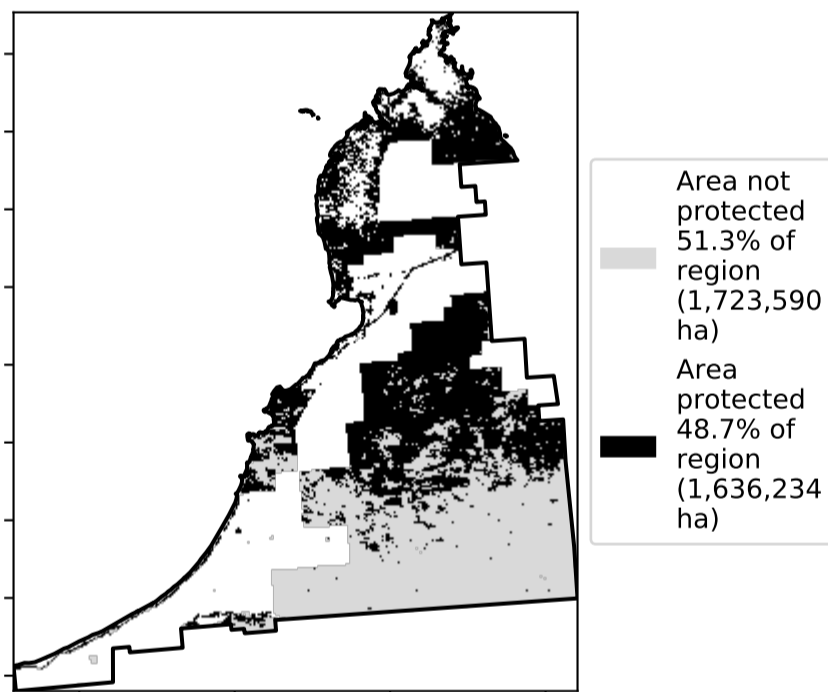 Area not
protected
51.3% of
region
(1,723,590
ha)
Area
protected
48.7% of
region
(1,636,234
ha)